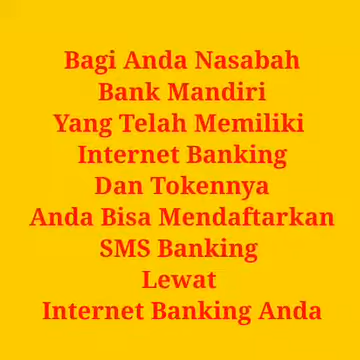 Bagi Anda Nasabah
Bank Mandiri
Yang Telah Memiliki
Internet Banking
Dan Tokennya
Anda Bisa Mendaftarkan
SMS Banking
Lewat
Internet Banking Anda